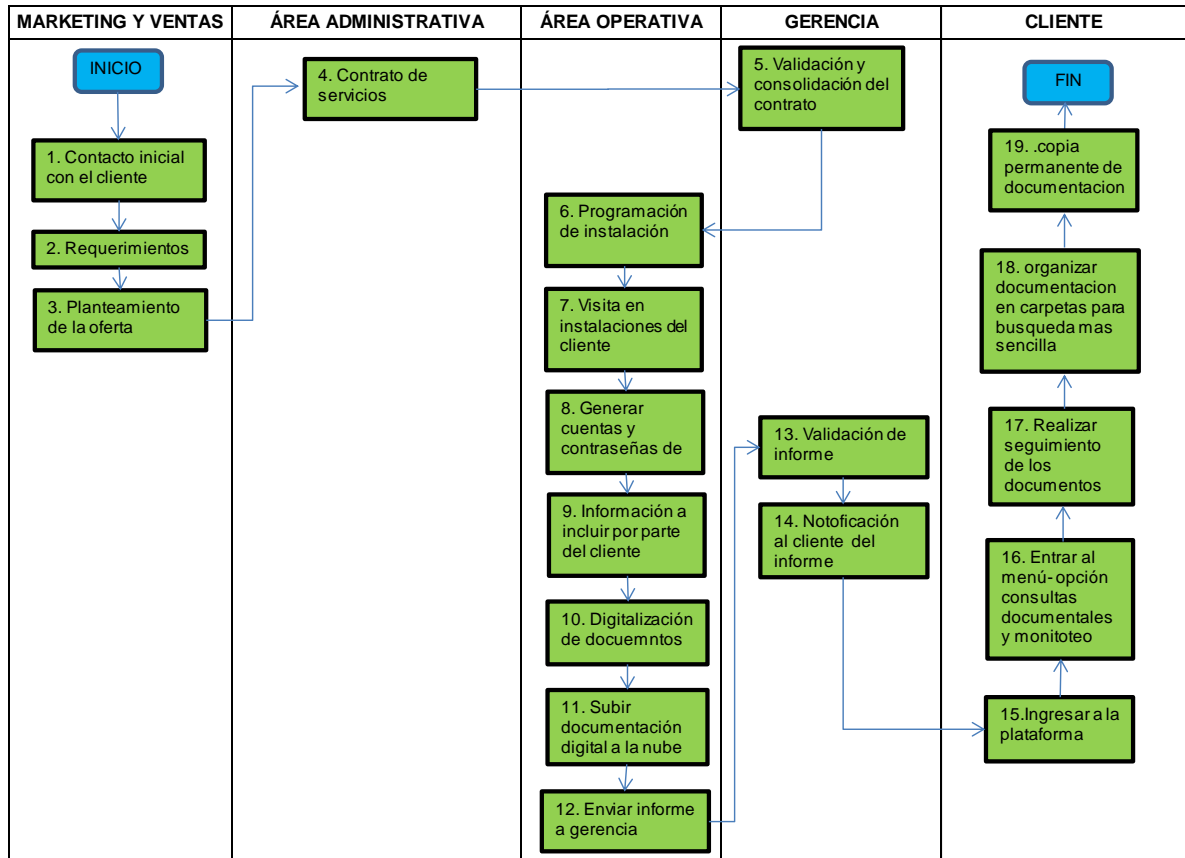 MARKETING Y VENTAS
ÁREA ADMINISTRATIVA
ÁREA OPERATIVA
GERENCIA
CLIENTE
INICIO
1. Contacto inicial
con el cliente
2. Requerimientos
3. Planteamiento
de la oferta
4. Contrato de
servicios
5. Validación y
consolidación del
contrato
6. Programación
de instalación
7. Visita en
instalaciones del
cliente
8. Generar
cuentas y
contraseñas de
9. Información a
incluir por parte
del cliente
10. Digitalización
de docuemntos
11. Subir
documentación
digital a la nube
12. Enviar informe
a gerencia
13. Validación de
informe
14. Notoficación
al cliente del
informe
15.Ingresar a la
plataforma
16. Entrar al
menú- opción
consultas
documentales
y monitoteo
17. Realizar
seguimiento
de los
documentos
18. organizar
documentacion
en carpetas para
busqueda mas
sencilla
19. .copia
permanente de
documentacion
FIN